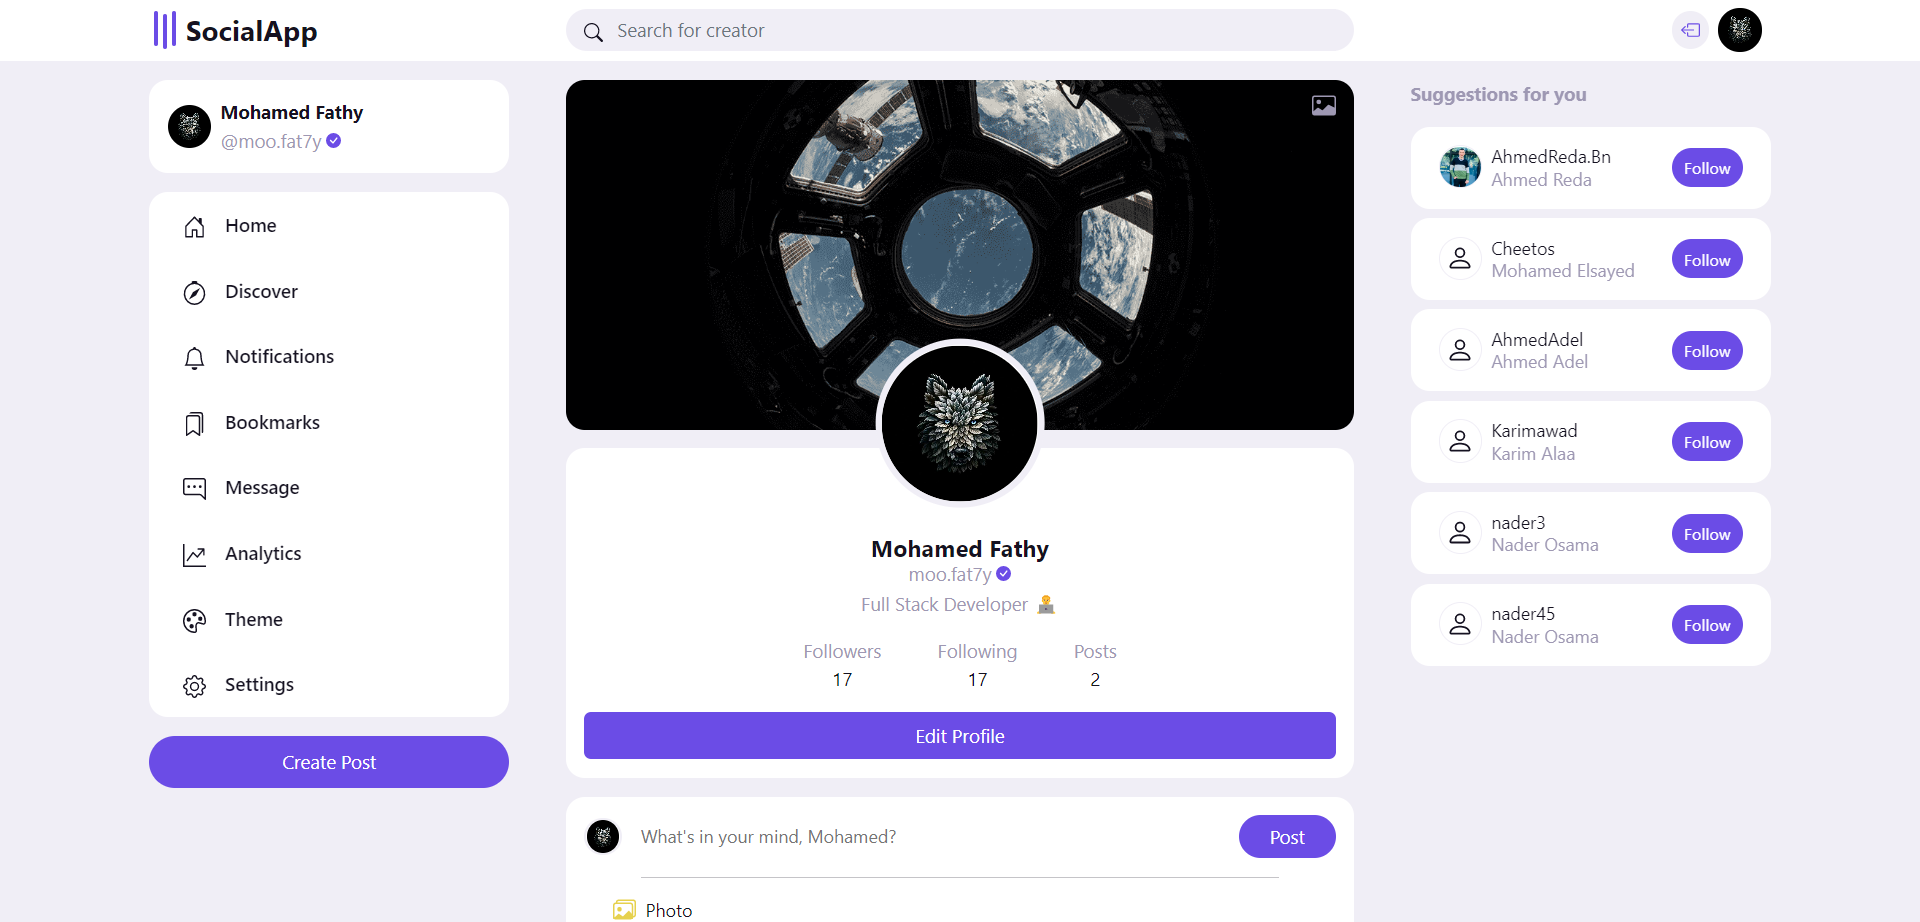 SocialApp
Search for creator
Mohamed Fathy
@moo.fat7y
Home
Discover
Notifications
Bookmarks
Message
Analytics
Theme
Settings
Create Post
Mohamed Fathy
moo.fat7y
Full Stack Developer 🧑‍💻
Followers Following Posts
17 17 2
Edit Profile
What's in your mind, Mohamed?
Post
Photo
Suggestions for you
AhmedReda.Bn
Ahmed Reda
Follow
Cheetos
Mohamed Elsayed
Follow
AhmedAdel
Ahmed Adel
Follow
Karimawad
Karim Alaa
Follow
nader3
Nader Osama
Follow
nader45
Nader Osama
Follow